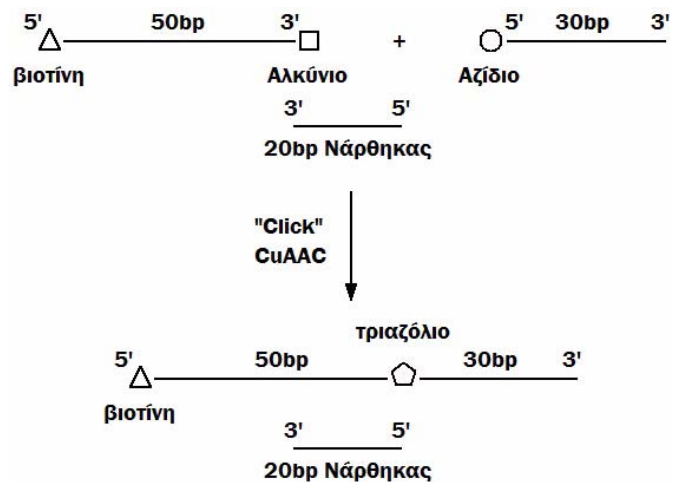 5' 50bp 3' 5' 30bp 3'
+
βιοτίνη Αλκύνιο Αζίδιο
3' 5'
20bp Νάρθηκας
"Click"
CuAAC
τριαζόλιο
5' 50bp 30bp 3'
βιοτίνη
3' 5'
20bp Νάρθηκας